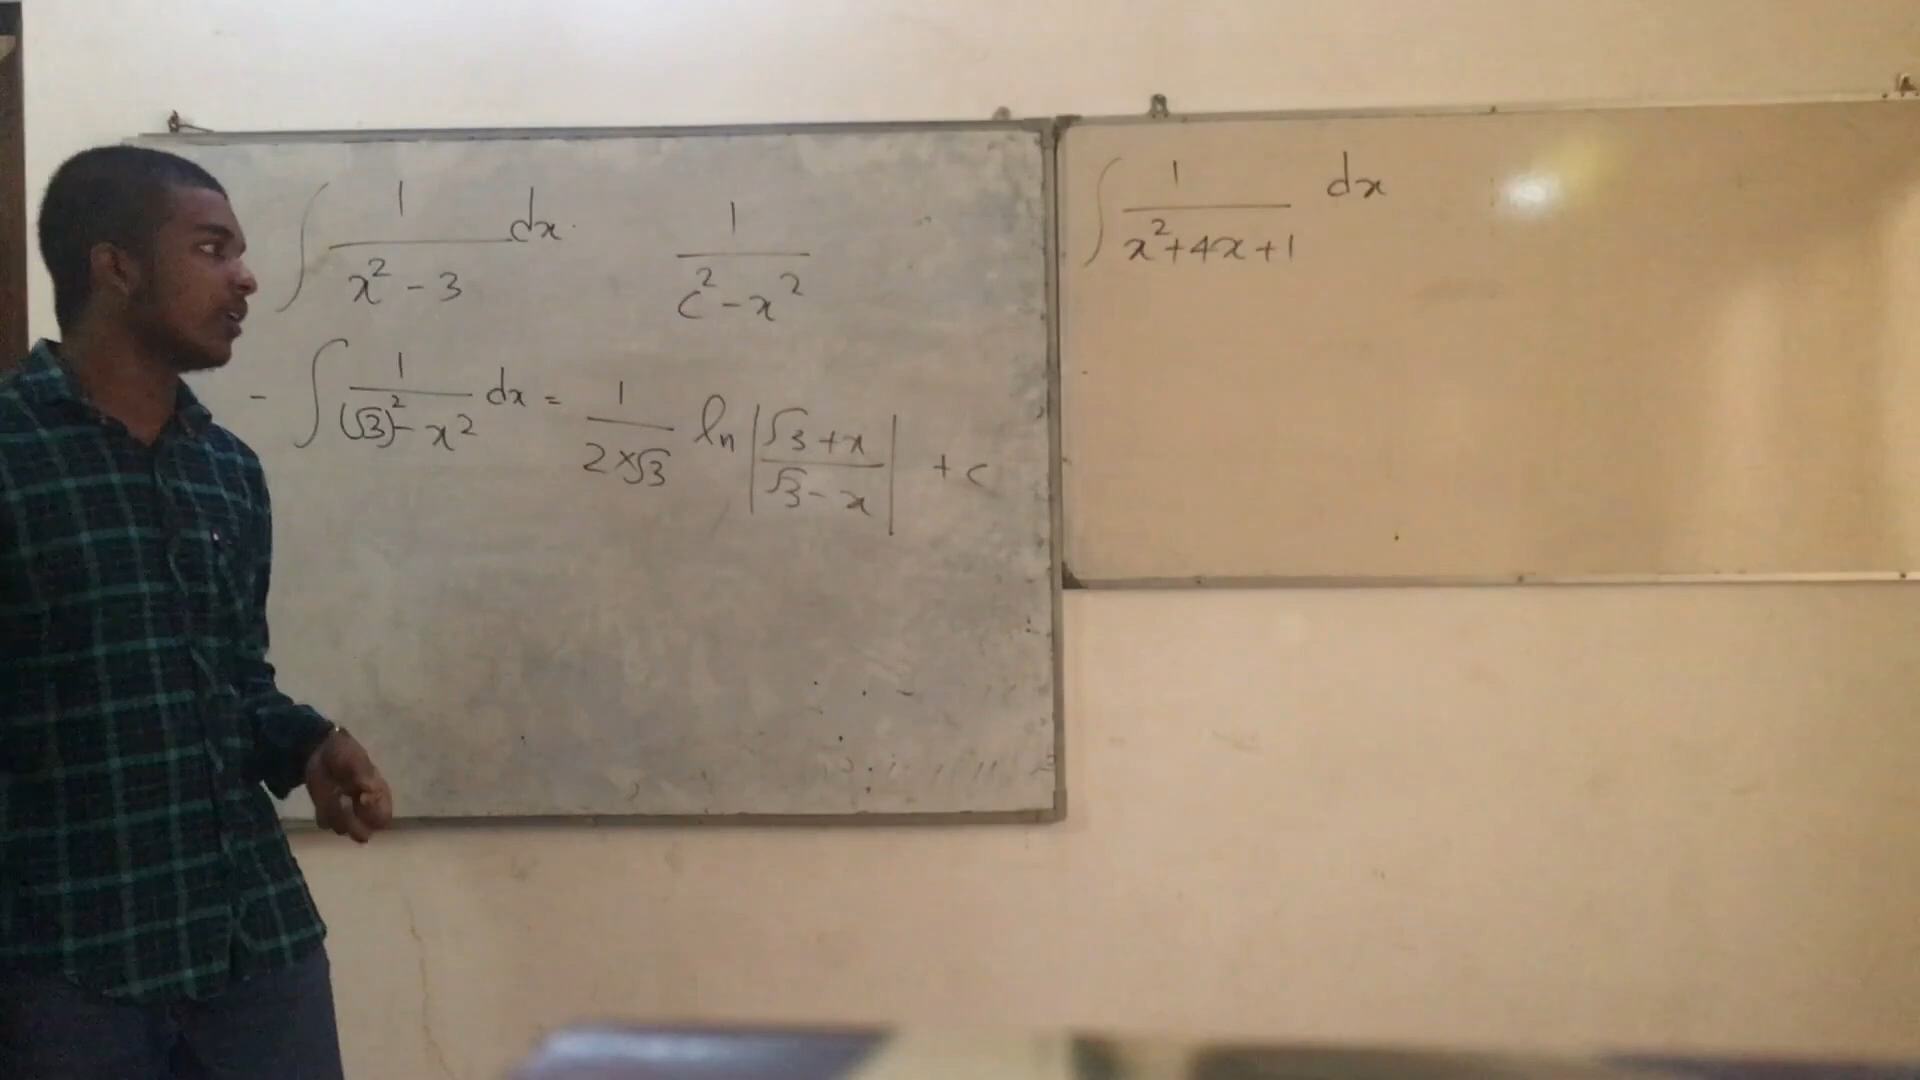 ∫ 1/(x² - 3) dx. 1/(c² - x²)
- ∫ 1/((√3)² - x²) dx = 1/(2×√3) ln |(√3 + x)/(√3 - x)| + c
∫ 1/(x² + 4x + 1) dx